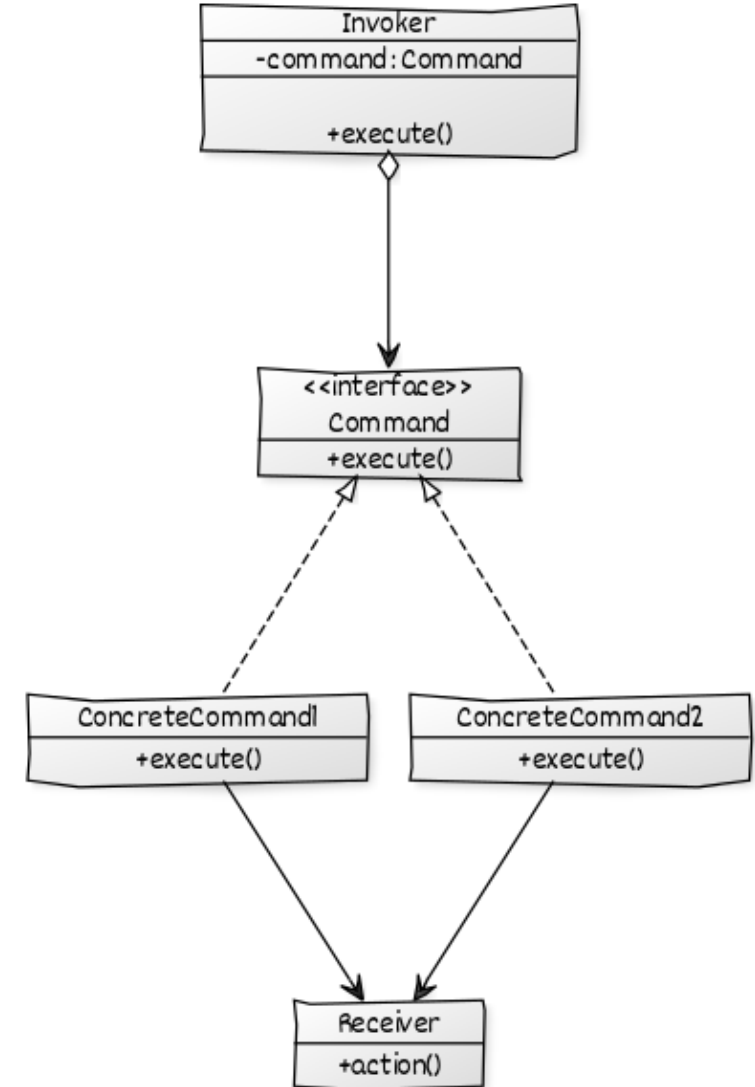 Invoker
-command:Command
+execute()
<<interface>>
Command
+execute()
ConcreteCommand1
+execute()
ConcreteCommand2
+execute()
Receiver
+action()